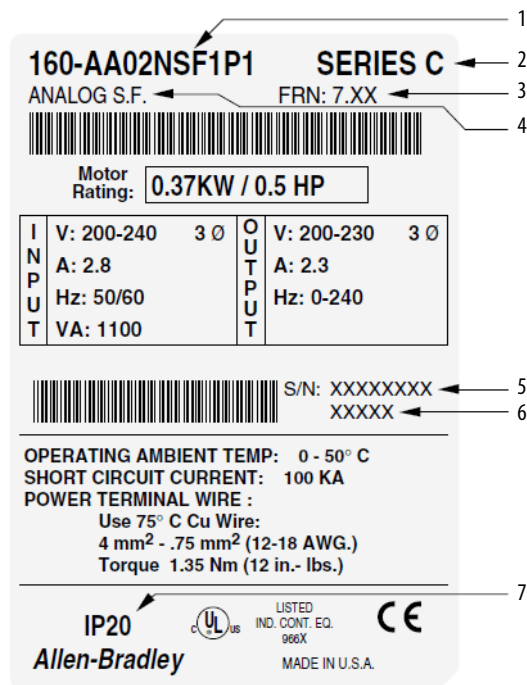 1
160-AA02NSF1P1 SERIES C
2
ANALOG S.F. FRN: 7.XX
3
4
Motor
Rating: 0.37KW / 0.5 HP
INPUT
V: 200-240 3 Ø
A: 2.8
Hz: 50/60
VA: 1100
OUTPUT
V: 200-230 3 Ø
A: 2.3
Hz: 0-240
S/N: XXXXXXXX
5
XXXXX
6
OPERATING AMBIENT TEMP: 0 - 50° C
SHORT CIRCUIT CURRENT: 100 KA
POWER TERMINAL WIRE :
Use 75° C Cu Wire:
4 mm² - .75 mm² (12-18 AWG.)
Torque 1.35 Nm (12 in.- lbs.)
7
IP20
c UL us
LISTED
IND. CONT. EQ.
966X
CE
Allen-Bradley
MADE IN U.S.A.